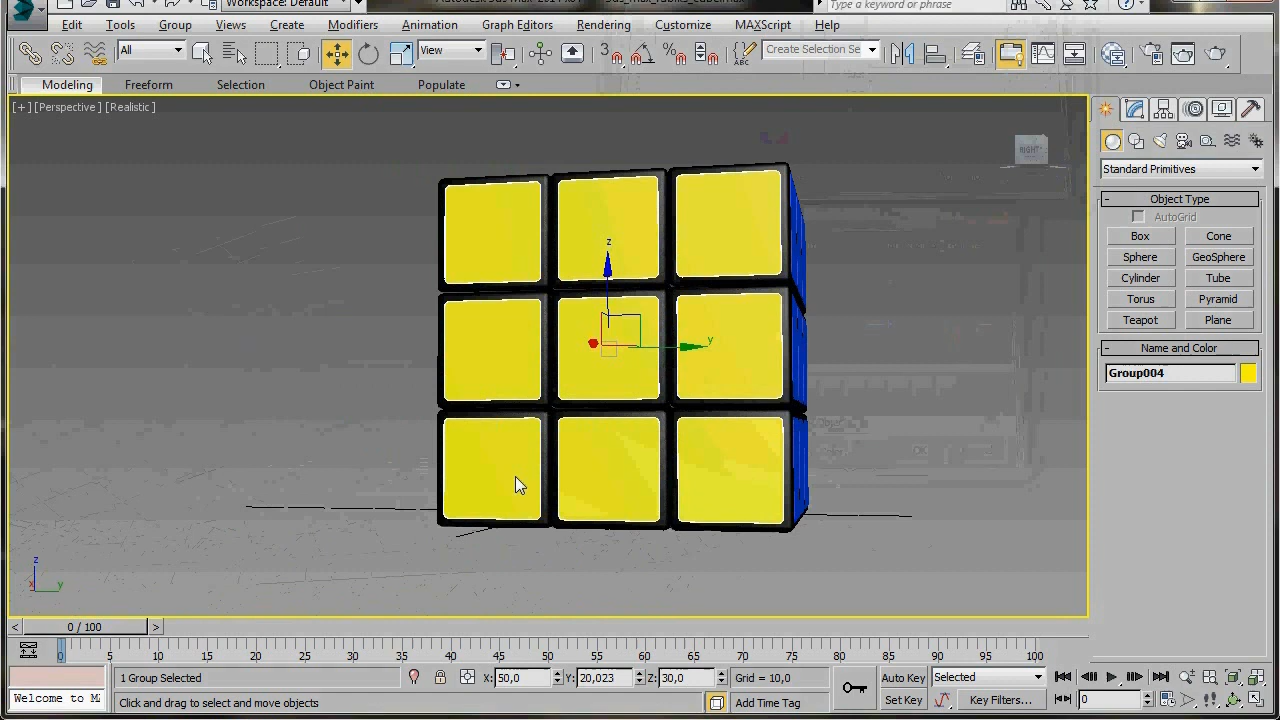 Workspace: Default
Type a keyword or phrase
Edit Tools Group Views Create Modifiers Animation Graph Editors Rendering Customize MAXScript Help
All View Create Selection Se
Modeling Freeform Selection Object Paint Populate
[+] [Perspective] [Realistic]
RIGHT
Standard Primitives
Object Type
AutoGrid
Box Cone
Sphere GeoSphere
Cylinder Tube
Torus Pyramid
Teapot Plane
Name and Color
Group004
z
y
z
x y
< 0 / 100 >
0 5 10 15 20 25 30 35 40 45 50 55 60 65 70 75 80 85 90 95 100
1 Group Selected X: 50,0 Y: 20,023 Z: 30,0 Grid = 10,0 Auto Key Selected
Welcome to M Click and drag to select and move objects Add Time Tag Set Key Key Filters... 0